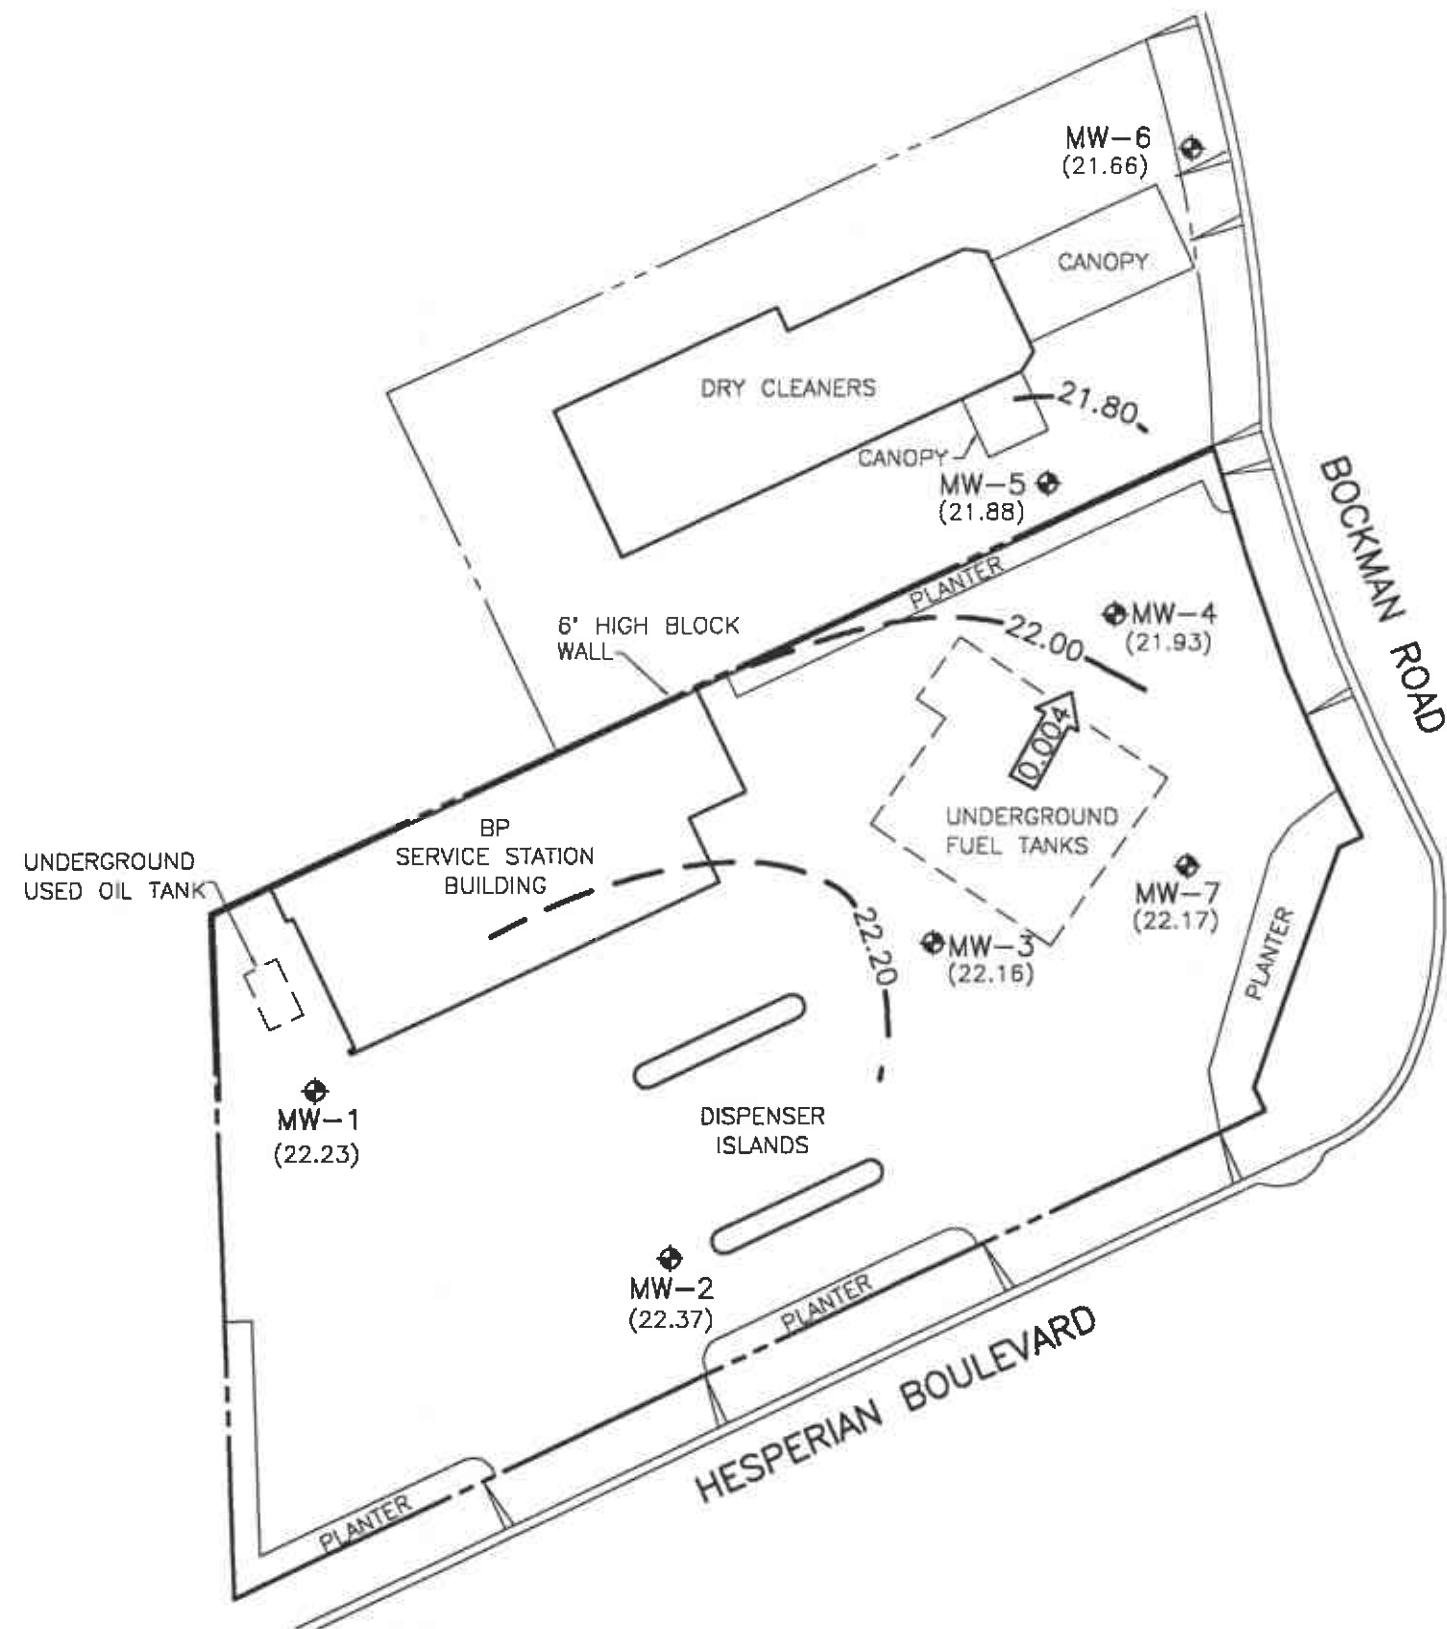 MW-6
(21.66)
CANOPY
DRY CLEANERS
21.80
CANOPY
MW-5
(21.88)
BOCKMAN ROAD
PLANTER
6' HIGH BLOCK
WALL
22.00
MW-4
(21.93)
0.004
UNDERGROUND
FUEL TANKS
BP
SERVICE STATION
BUILDING
UNDERGROUND
USED OIL TANK
22.20
MW-7
(22.17)
MW-3
(22.16)
PLANTER
MW-1
(22.23)
DISPENSER
ISLANDS
MW-2
(22.37)
PLANTER
HESPERIAN BOULEVARD
PLANTER